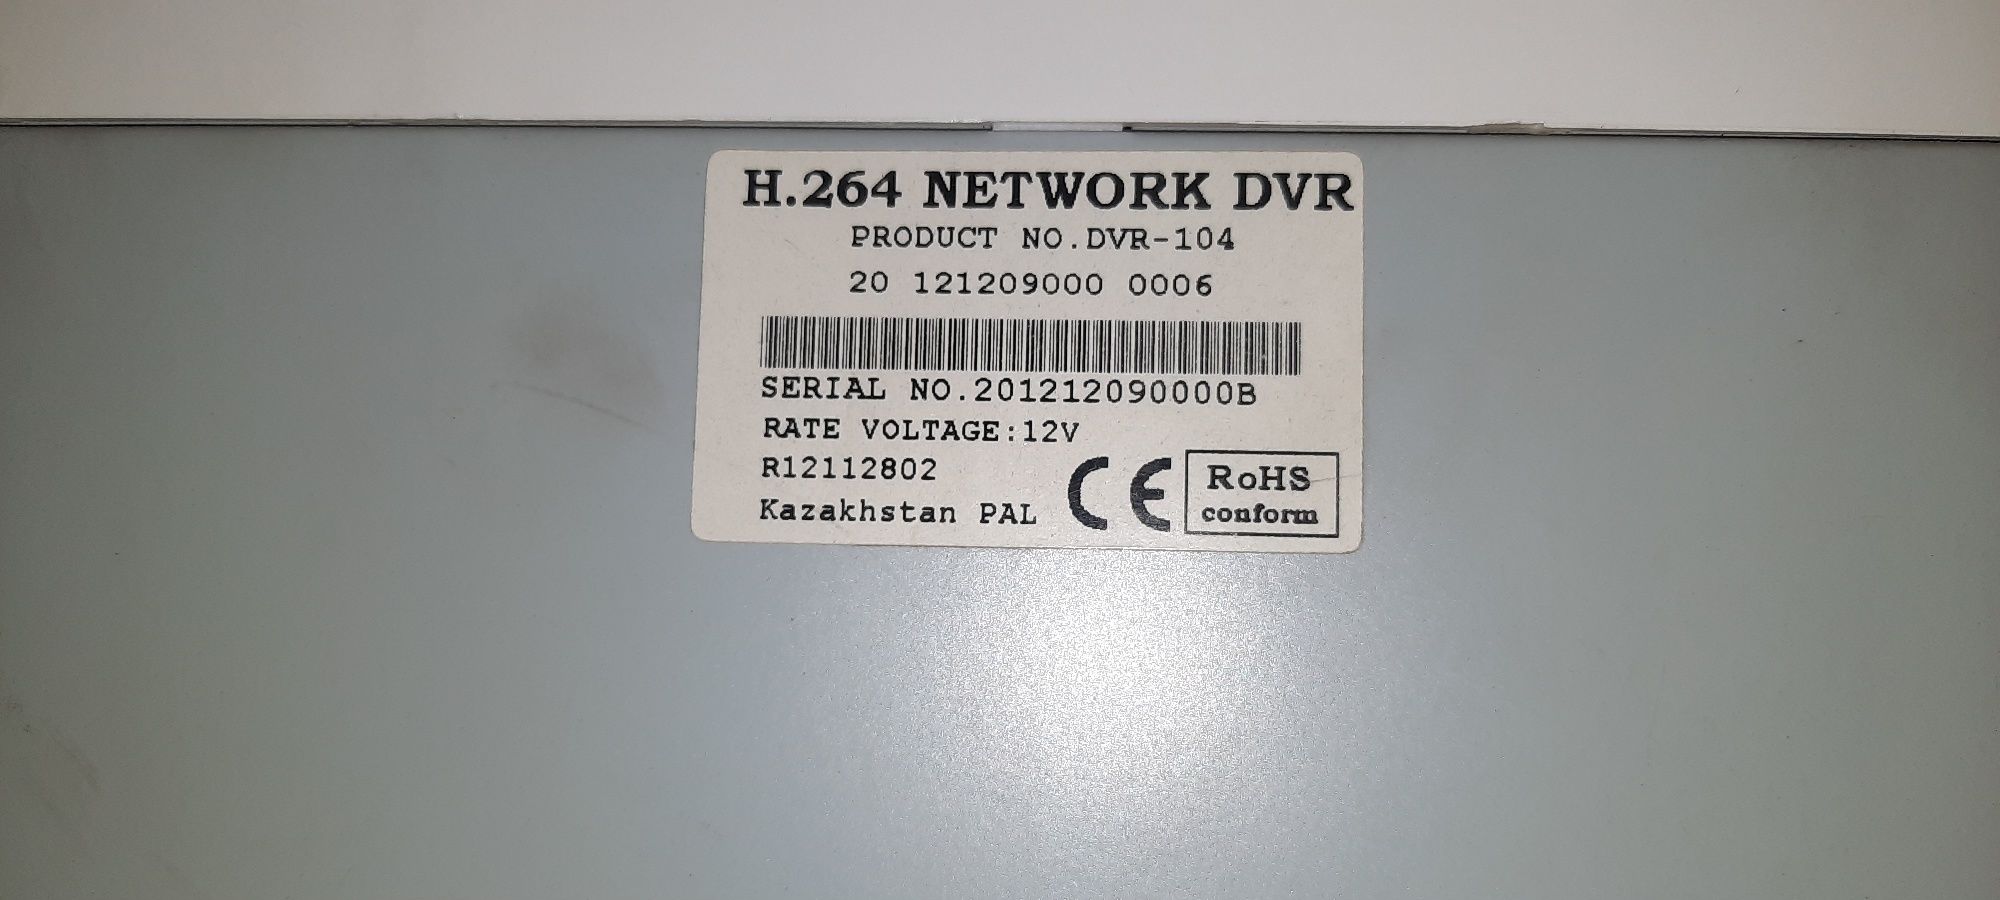 H.264 NETWORK DVR
PRODUCT NO.DVR-104
20 121209000 0006
SERIAL NO.201212090000B
RATE VOLTAGE:12V
R12112802
Kazakhstan PAL
CE
RoHS
conform